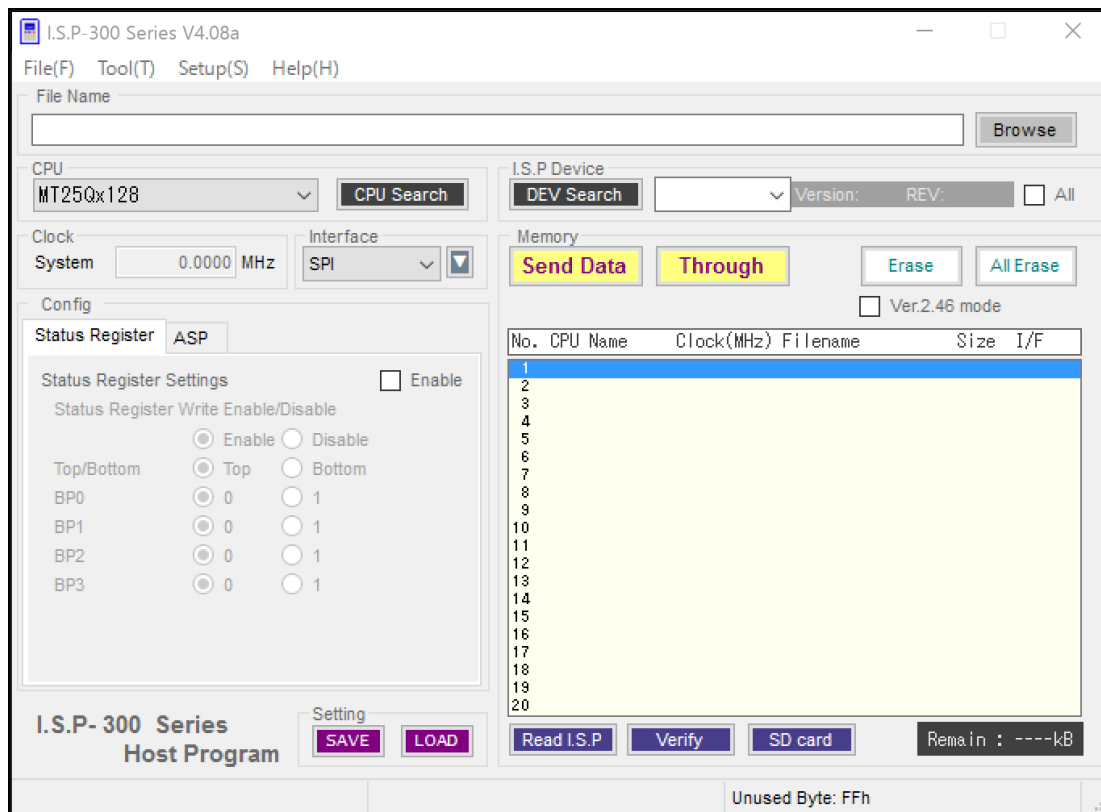 I.S.P-300 Series V4.08a
File(F) Tool(T) Setup(S) Help(H)
File Name
Browse
CPU
MT25Qx128
CPU Search
I.S.P Device
DEV Search
Version: REV:
All
Clock
System 0.0000 MHz
Interface
SPI
Memory
Send Data
Through
Erase
All Erase
Ver.2.46 mode
Config
Status Register
ASP
Status Register Settings
Enable
Status Register Write Enable/Disable
Enable Disable
Top/Bottom Top Bottom
BP0 0 1
BP1 0 1
BP2 0 1
BP3 0 1
No. CPU Name Clock(MHz) Filename Size I/F
1
2
3
4
5
6
7
8
9
10
11
12
13
14
15
16
17
18
19
20
I.S.P- 300 Series
Host Program
Setting
SAVE
LOAD
Read I.S.P
Verify
SD card
Remain : ----kB
Unused Byte: FFh